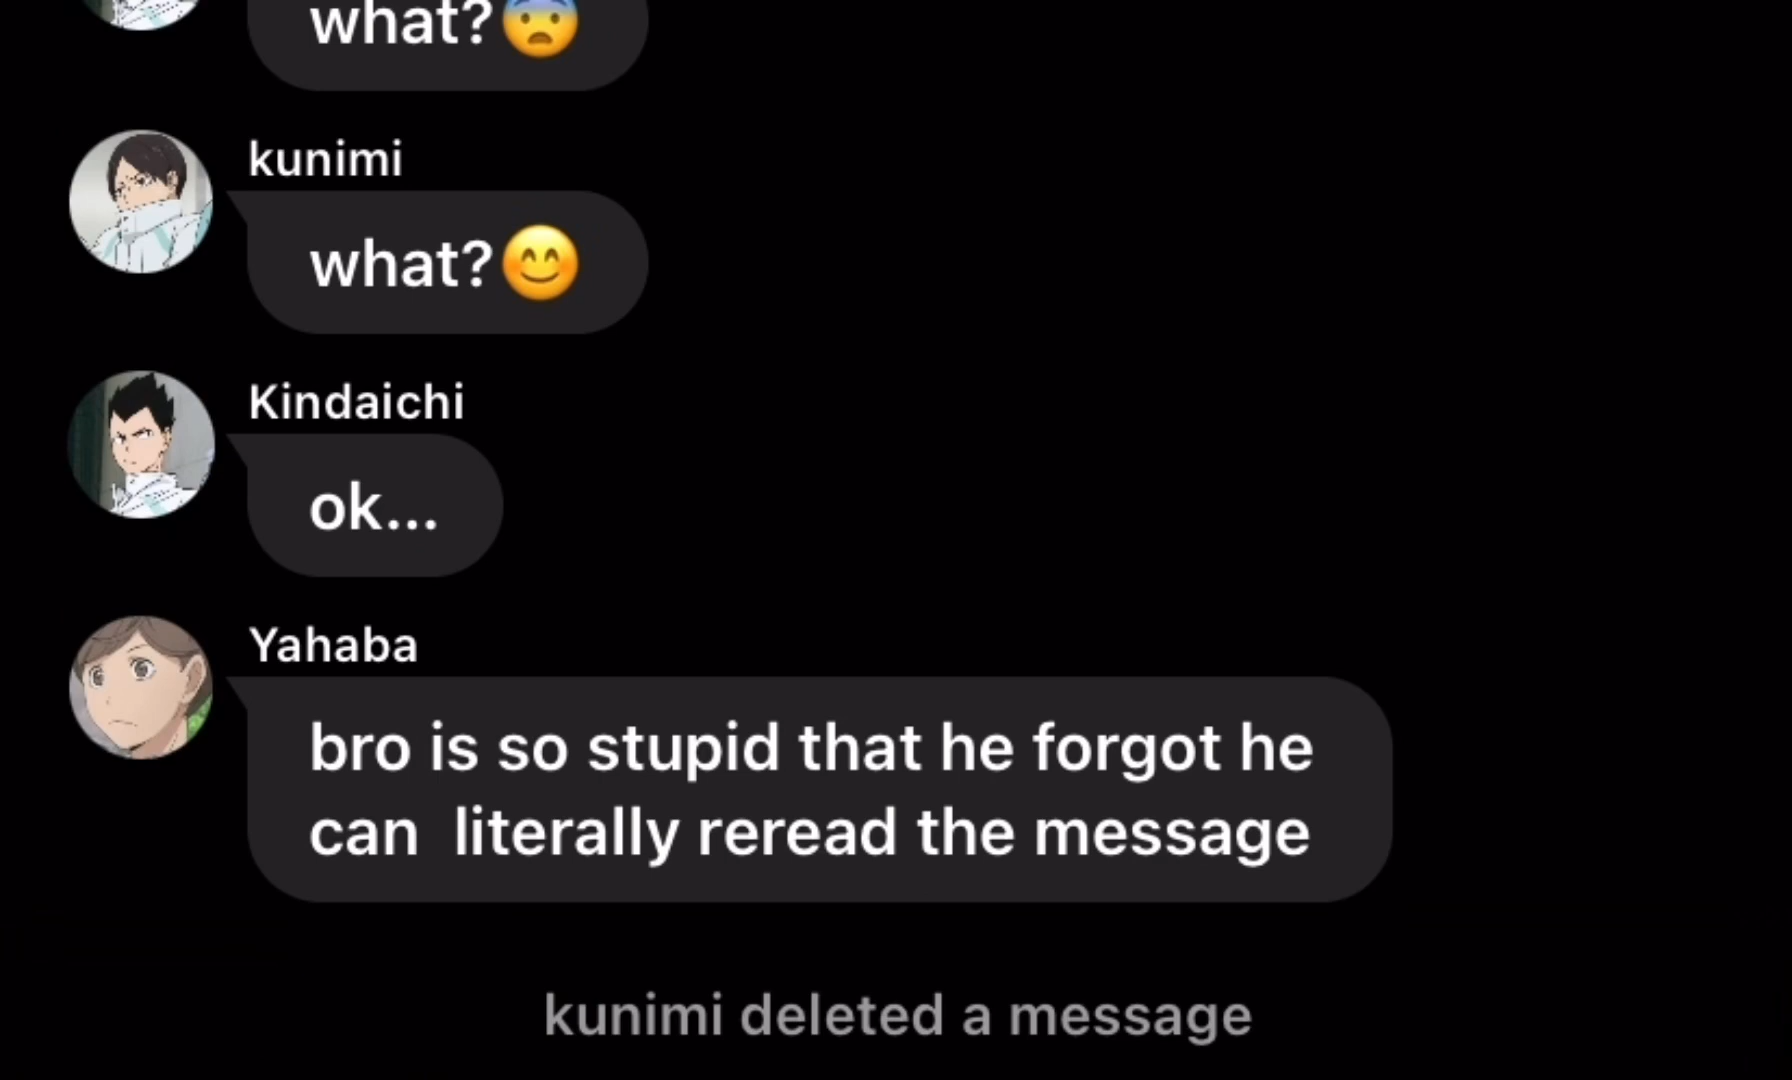 what?😨
kunimi
what?😊
Kindaichi
ok...
Yahaba
bro is so stupid that he forgot he
can  literally reread the message
kunimi deleted a message